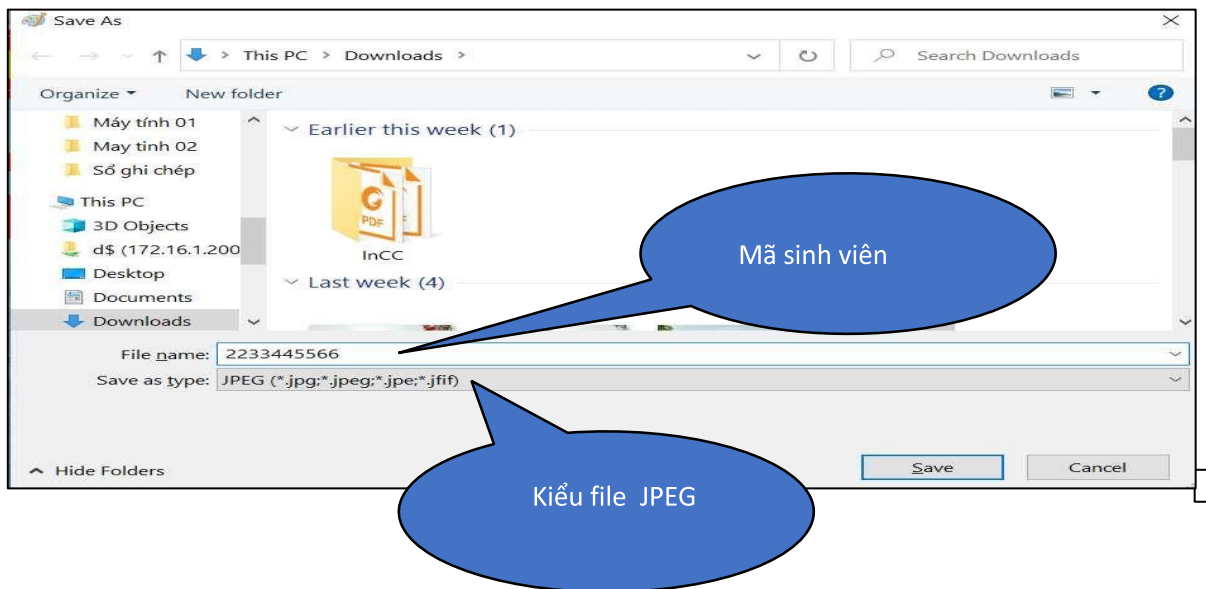 Save As
This PC > Downloads >
Search Downloads
Organize
New folder
?
Máy tính 01
May tinh 02
Sổ ghi chép
This PC
3D Objects
d$ (172.16.1.200
Desktop
Documents
Downloads
Earlier this week (1)
G
PDF
InCC
Last week (4)
Mã sinh viên
File name: 2233445566
Save as type: JPEG (*.jpg;*.jpeg;*.jpe;*.jfif)
Kiểu file JPEG
Hide Folders
Save
Cancel